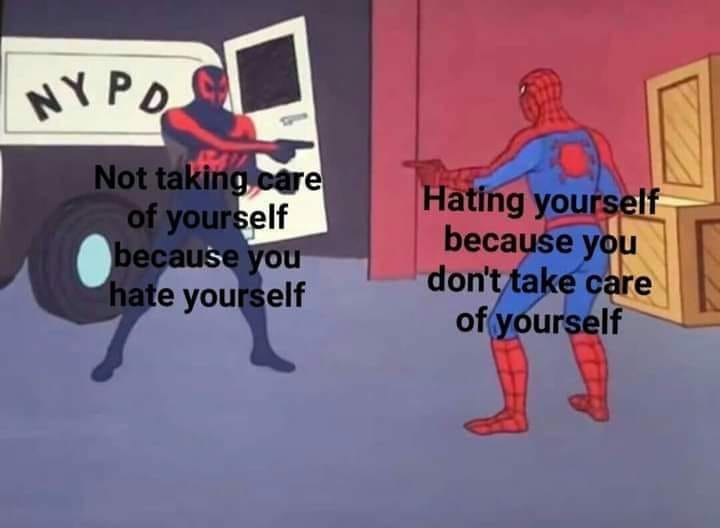 NYPD
Not taking care
of yourself
because you
hate yourself
Hating yourself
because you
don't take care
of yourself